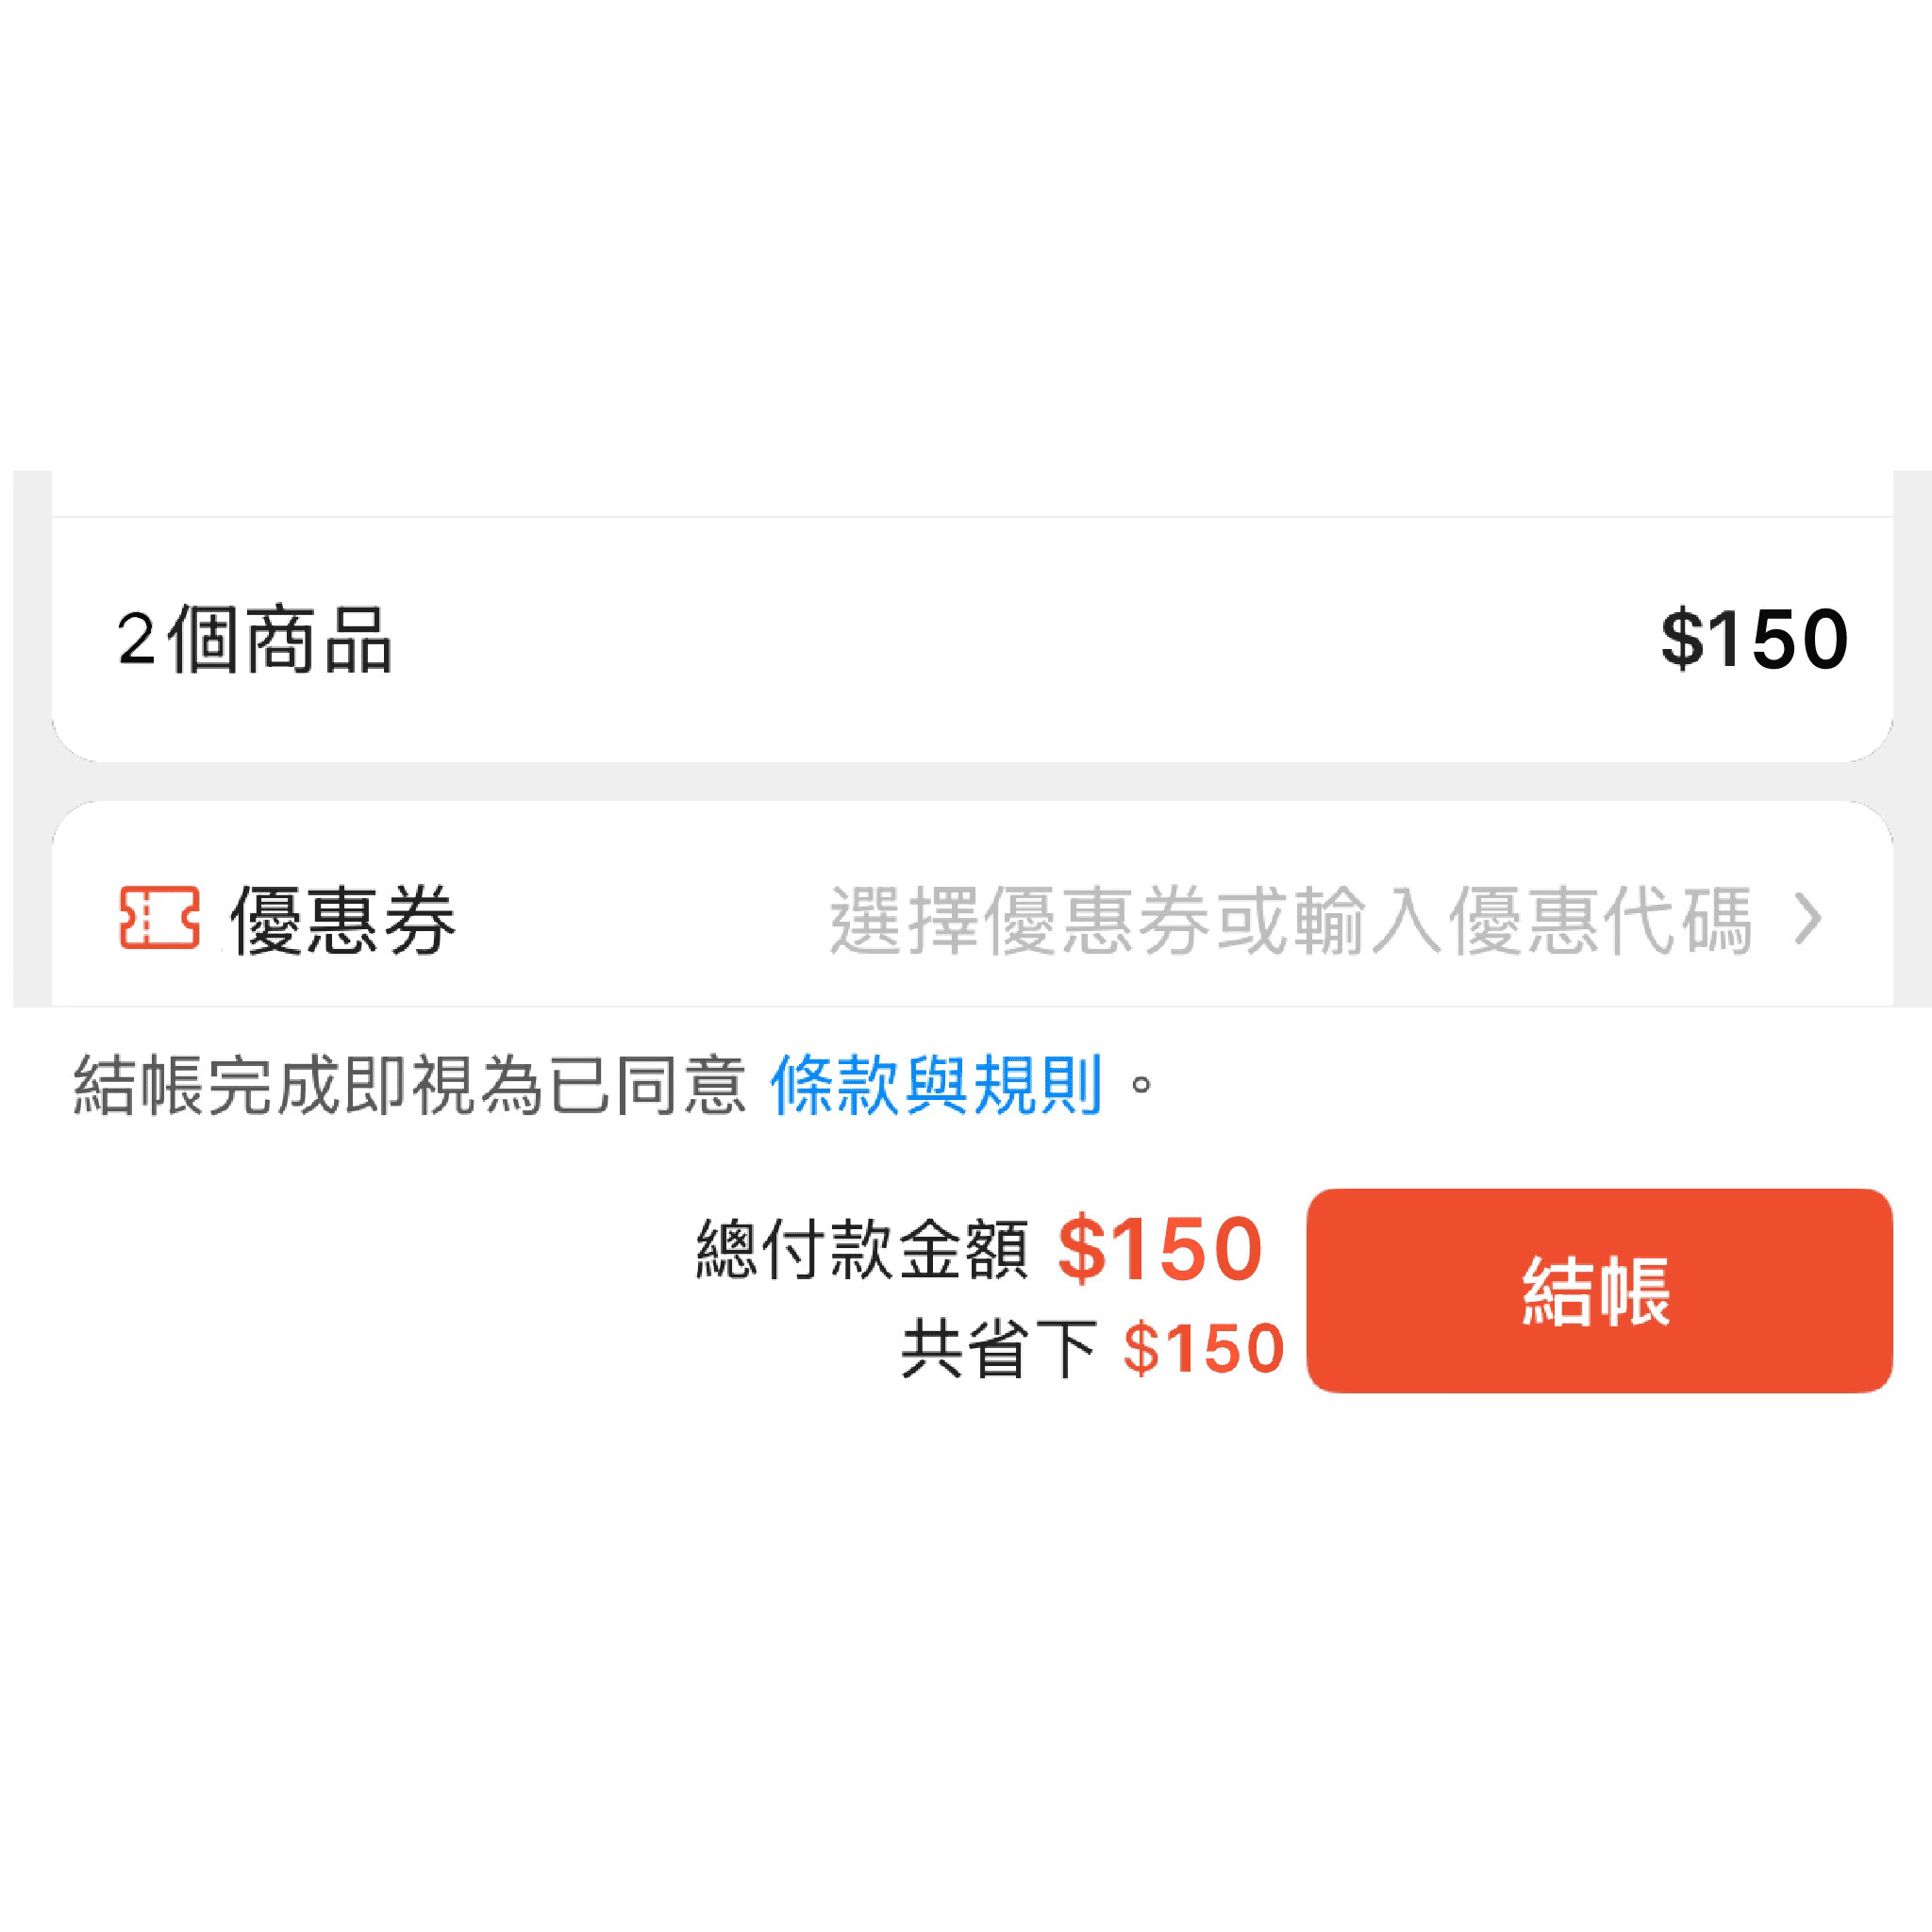 2個商品 $150
優惠券 選擇優惠券或輸入優惠代碼
結帳完成即視為已同意 條款與規則。
總付款金額 $150
共省下 $150
結帳